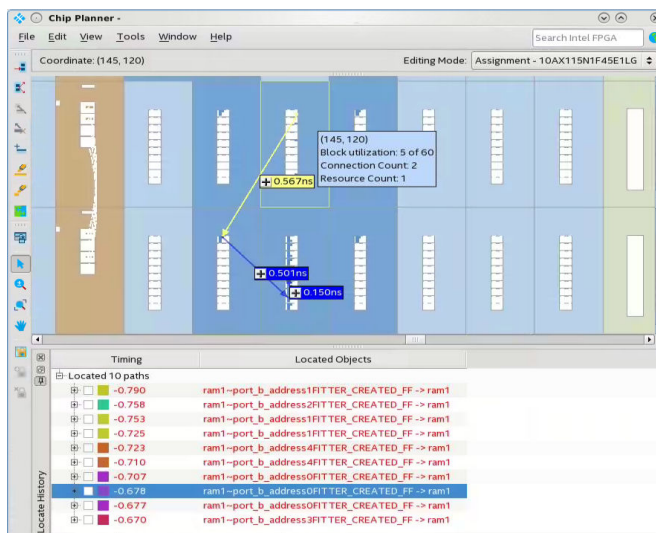 Chip Planner -
File Edit View Tools Window Help
Search Intel FPGA
Coordinate: (145, 120)
Editing Mode: Assignment - 10AX115N1F45E1LG
(145, 120)
Block utilization: 5 of 60
Connection Count: 2
Resource Count: 1
0.567ns
0.501ns
0.150ns
Locate History
Timing Located Objects
Located 10 paths
-0.790 ram1~port_b_address1FITTER_CREATED_FF -> ram1
-0.758 ram1~port_b_address2FITTER_CREATED_FF -> ram1
-0.753 ram1~port_b_address1FITTER_CREATED_FF -> ram1
-0.725 ram1~port_b_address1FITTER_CREATED_FF -> ram1
-0.723 ram1~port_b_address4FITTER_CREATED_FF -> ram1
-0.710 ram1~port_b_address4FITTER_CREATED_FF -> ram1
-0.707 ram1~port_b_address0FITTER_CREATED_FF -> ram1
-0.678 ram1~port_b_address0FITTER_CREATED_FF -> ram1
-0.677 ram1~port_b_address0FITTER_CREATED_FF -> ram1
-0.670 ram1~port_b_address3FITTER_CREATED_FF -> ram1